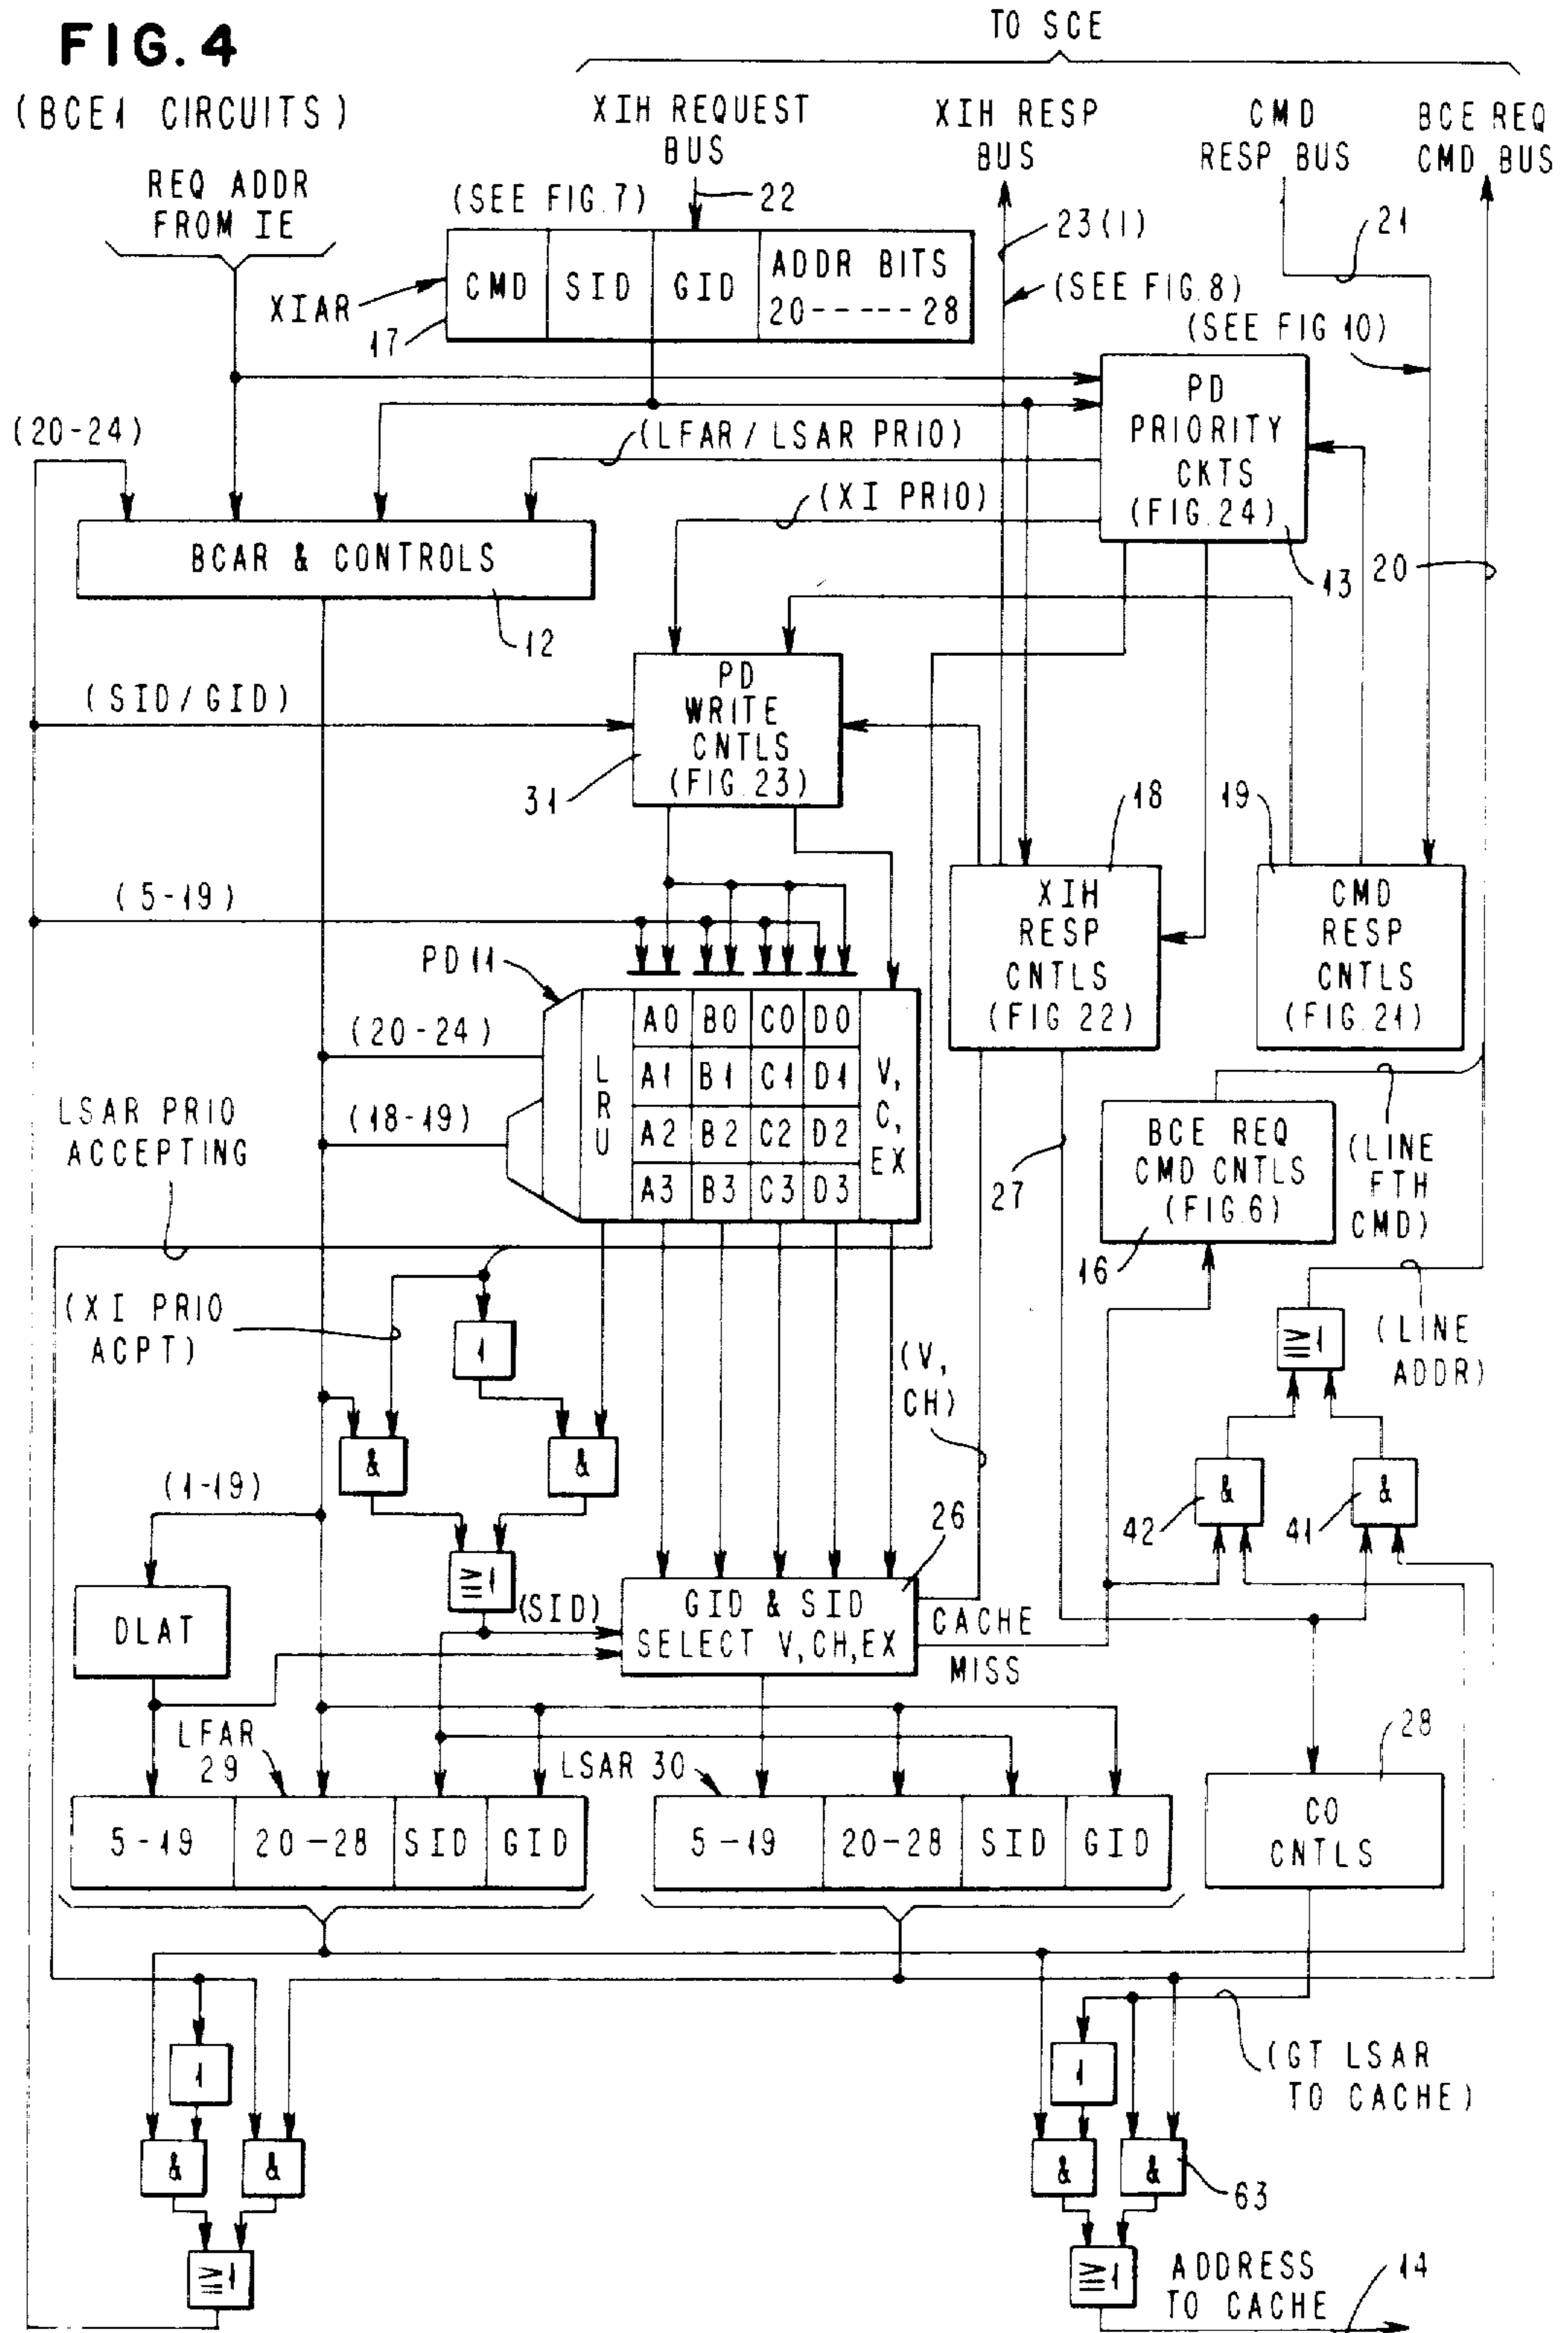 FIG. 4
(BCE1 CIRCUITS)
TO SCE
XIH REQUEST
BUS
XIH RESP
BUS
CMD
RESP BUS
BCE REQ
CMD BUS
REQ ADDR
FROM IE
(SEE FIG. 7)
22
23(1)
21
XIAR
17
CMD
SID
GID
ADDR BITS
20-----28
(SEE FIG. 8)
(SEE FIG 10)
(20-24)
(LFAR/LSAR PRIO)
(XI PRIO)
PD
PRIORITY
CKTS
(FIG. 24)
13
20
BCAR & CONTROLS
12
(SID/GID)
PD
WRITE
CNTLS
(FIG. 23)
31
18
19
(5-19)
XIH
RESP
CNTLS
(FIG 22)
CMD
RESP
CNTLS
(FIG. 21)
PD 11
(20-24)
(18-19)
LRU
A0 B0 C0 D0
A1 B1 C1 D1
A2 B2 C2 D2
A3 B3 C3 D3
V,
C,
EX
LSAR PRIO
ACCEPTING
27
BCE REQ
CMD CNTLS
(FIG. 6)
16
(LINE
FTH
CMD)
(XI PRIO
ACPT)
1
≧1
(LINE
ADDR)
(V,
CH)
&
&
(1-19)
42
&
41
&
26
≧1
(SID)
DLAT
GID & SID
SELECT V, CH, EX
CACHE
MISS
LFAR
29
LSAR 30
28
5-19
20-28
SID
GID
5-19
20-28
SID
GID
CO
CNTLS
1
1
(GT LSAR
TO CACHE)
&
&
&
&
63
≧1
≧1
ADDRESS
TO CACHE
14